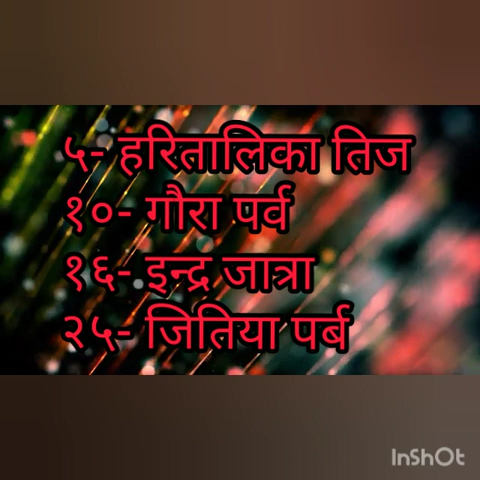 ५- हरितालिका तिज
१०- गौरा पर्व
१६- इन्द्र जात्रा
२५- जितिया पर्ब
InShOt